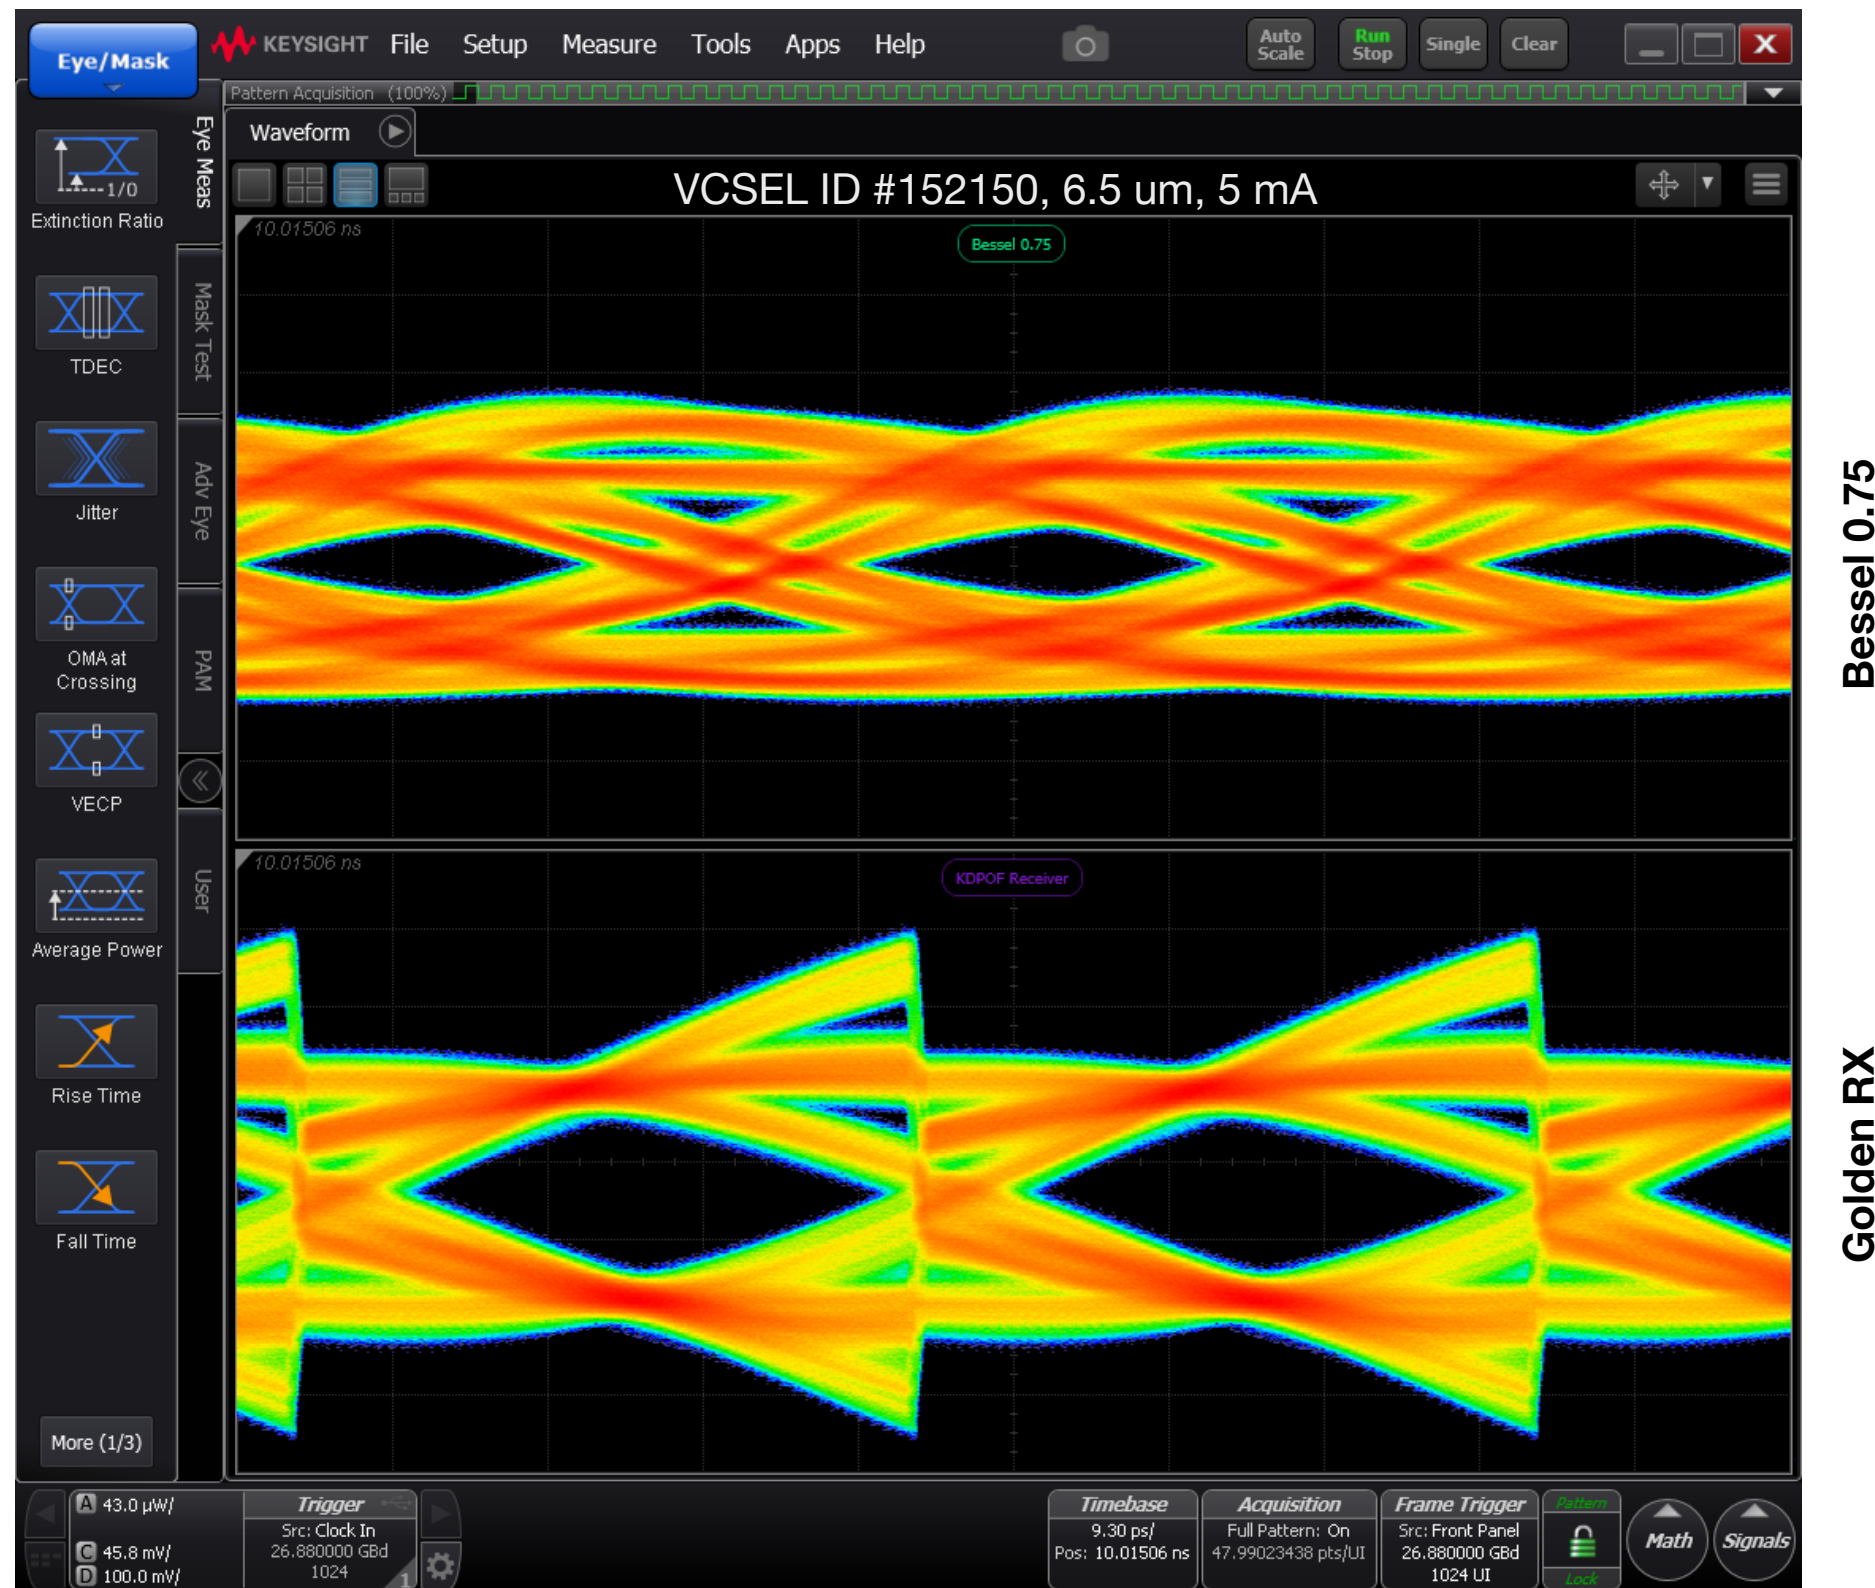 Eye/Mask
KEYSIGHT File Setup Measure Tools Apps Help
Auto Scale
Run Stop
Single
Clear
X
Pattern Acquisition (100%)
Waveform
VCSEL ID #152150, 6.5 um, 5 mA
Eye Meas
Mask Test
Adv Eye
PAM
User
1/0
Extinction Ratio
TDEC
Jitter
OMA at
Crossing
VECP
Average Power
Rise Time
Fall Time
More (1/3)
10.01506 ns
Bessel 0.75
10.01506 ns
KDPOF Receiver
Bessel 0.75
Golden RX
A 43.0 µW/
C 45.8 mV/
D 100.0 mV/
Trigger
Src: Clock In
26.880000 GBd
1024
1
Timebase
9.30 ps/
Pos: 10.01506 ns
Acquisition
Full Pattern: On
47.99023438 pts/UI
Frame Trigger
Src: Front Panel
26.880000 GBd
1024 UI
Pattern
Lock
Math
Signals